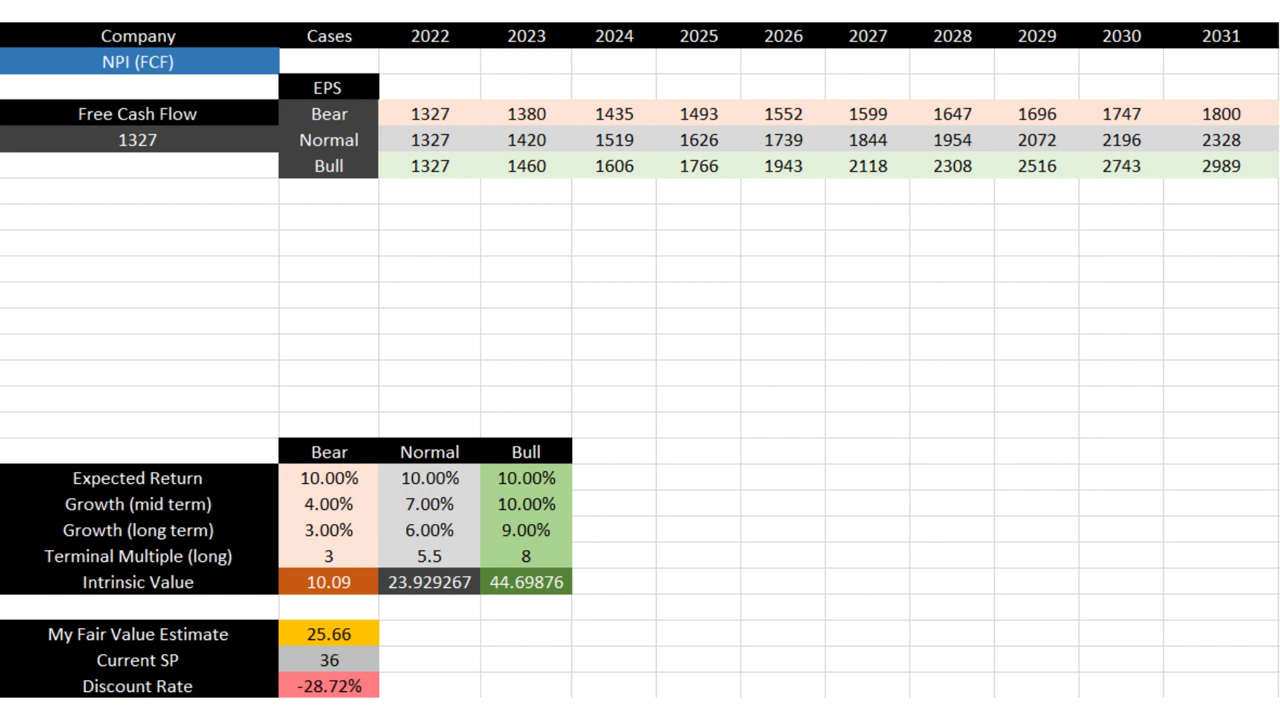 Company Cases 2022 2023 2024 2025 2026 2027 2028 2029 2030 2031
NPI (FCF)
EPS
Free Cash Flow Bear 1327 1380 1435 1493 1552 1599 1647 1696 1747 1800
1327 Normal 1327 1420 1519 1626 1739 1844 1954 2072 2196 2328
Bull 1327 1460 1606 1766 1943 2118 2308 2516 2743 2989
Bear Normal Bull
Expected Return 10.00% 10.00% 10.00%
Growth (mid term) 4.00% 7.00% 10.00%
Growth (long term) 3.00% 6.00% 9.00%
Terminal Multiple (long) 3 5.5 8
Intrinsic Value 10.09 23.929267 44.69876
My Fair Value Estimate 25.66
Current SP 36
Discount Rate -28.72%